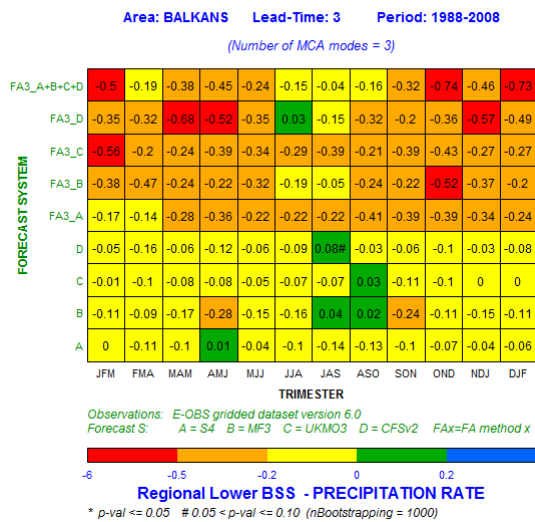 Area: BALKANS Lead-Time: 3 Period: 1988-2008
(Number of MCA modes = 3)
FORECAST SYSTEM
FA3_A+B+C+D -0.5 -0.19 -0.38 -0.45 -0.24 -0.15 -0.04 -0.16 -0.32 -0.74 -0.46 -0.73
FA3_D -0.35 -0.32 -0.68 -0.52 -0.35 0.03 -0.15 -0.32 -0.2 -0.36 -0.57 -0.49
FA3_C -0.56 -0.2 -0.24 -0.39 -0.34 -0.29 -0.39 -0.21 -0.39 -0.43 -0.27 -0.27
FA3_B -0.38 -0.47 -0.24 -0.22 -0.32 -0.19 -0.05 -0.24 -0.22 -0.52 -0.37 -0.2
FA3_A -0.17 -0.14 -0.28 -0.36 -0.22 -0.22 -0.22 -0.41 -0.39 -0.39 -0.34 -0.24
D -0.05 -0.16 -0.06 -0.12 -0.06 -0.09 0.08# -0.03 -0.06 -0.1 -0.03 -0.08
C -0.01 -0.1 -0.08 -0.08 -0.05 -0.07 -0.07 0.03 -0.11 -0.1 0 0
B -0.11 -0.09 -0.17 -0.28 -0.15 -0.16 0.04 0.02 -0.24 -0.11 -0.15 -0.11
A 0 -0.11 -0.1 0.01 -0.04 -0.1 -0.14 -0.13 -0.1 -0.07 -0.04 -0.06
JFM FMA MAM AMJ MJJ JJA JAS ASO SON OND NDJ DJF
TRIMESTER
Observations: E-OBS gridded dataset version 6.0
Forecast S: A = S4 B = MF3 C = UKMO3 D = CFSv2 FAx=FA method x
-6 -0.5 -0.2 0 0.2
Regional Lower BSS - PRECIPITATION RATE
* p-val <= 0.05 # 0.05 < p-val <= 0.10 (nBootstrapping = 1000)